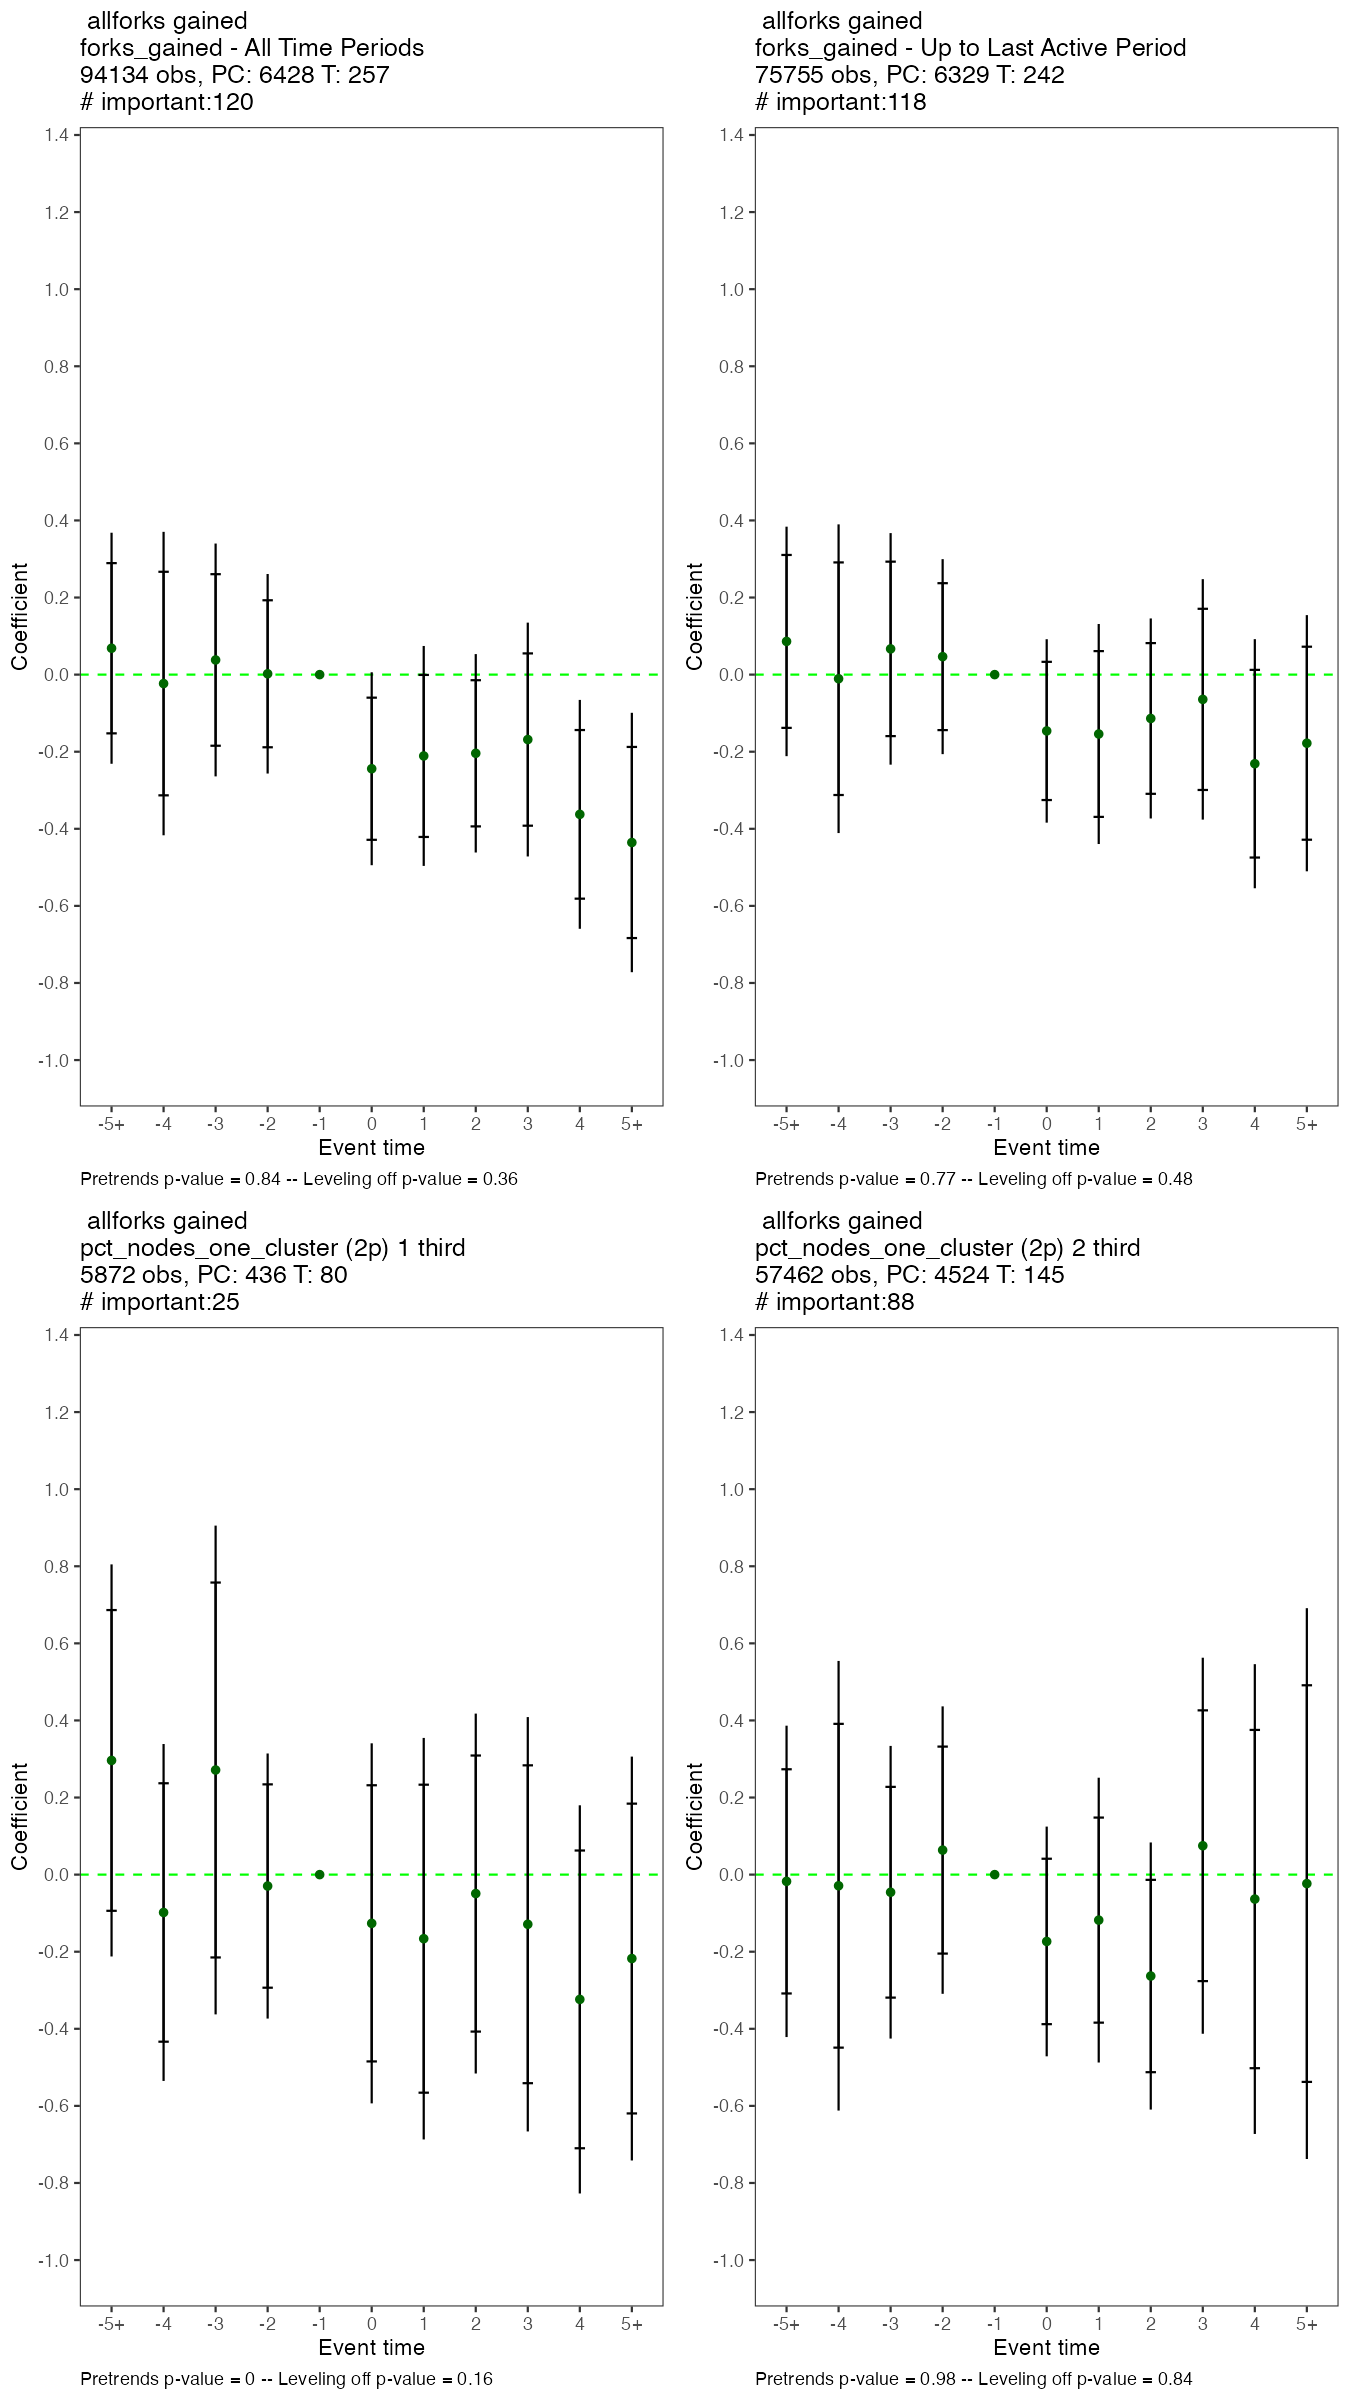 allforks gained
forks_gained - All Time Periods
94134 obs, PC: 6428 T: 257
# important:120
1.4
1.2
1.0
0.8
0.6
0.4
0.2
0.0
-0.2
-0.4
-0.6
-0.8
-1.0
Coefficient
-5+ -4 -3 -2 -1 0 1 2 3 4 5+
Event time
Pretrends p-value = 0.84 -- Leveling off p-value = 0.36
allforks gained
forks_gained - Up to Last Active Period
75755 obs, PC: 6329 T: 242
# important:118
1.4
1.2
1.0
0.8
0.6
0.4
0.2
0.0
-0.2
-0.4
-0.6
-0.8
-1.0
Coefficient
-5+ -4 -3 -2 -1 0 1 2 3 4 5+
Event time
Pretrends p-value = 0.77 -- Leveling off p-value = 0.48
allforks gained
pct_nodes_one_cluster (2p) 1 third
5872 obs, PC: 436 T: 80
# important:25
1.4
1.2
1.0
0.8
0.6
0.4
0.2
0.0
-0.2
-0.4
-0.6
-0.8
-1.0
Coefficient
-5+ -4 -3 -2 -1 0 1 2 3 4 5+
Event time
Pretrends p-value = 0 -- Leveling off p-value = 0.16
allforks gained
pct_nodes_one_cluster (2p) 2 third
57462 obs, PC: 4524 T: 145
# important:88
1.4
1.2
1.0
0.8
0.6
0.4
0.2
0.0
-0.2
-0.4
-0.6
-0.8
-1.0
Coefficient
-5+ -4 -3 -2 -1 0 1 2 3 4 5+
Event time
Pretrends p-value = 0.98 -- Leveling off p-value = 0.84